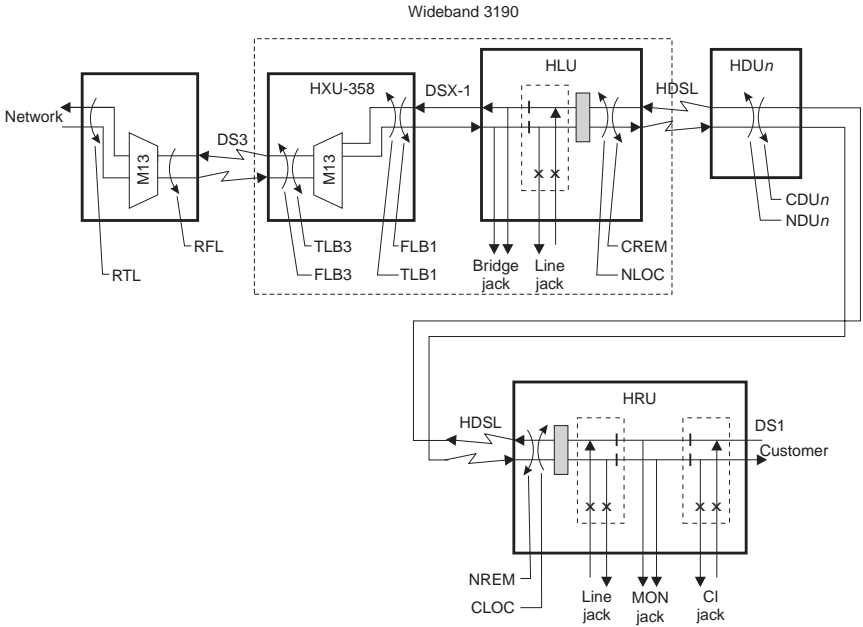 Wideband 3190
HLU
HDUn
HXU-358
DSX-1
HDSL
Network
DS3
M13
M13
CDUn
NDUn
RFL
TLB3
FLB1
CREM
RTL
FLB3
TLB1
Bridge
jack
Line
jack
NLOC
HRU
HDSL
DS1
Customer
NREM
CLOC
Line
jack
MON
jack
CI
jack